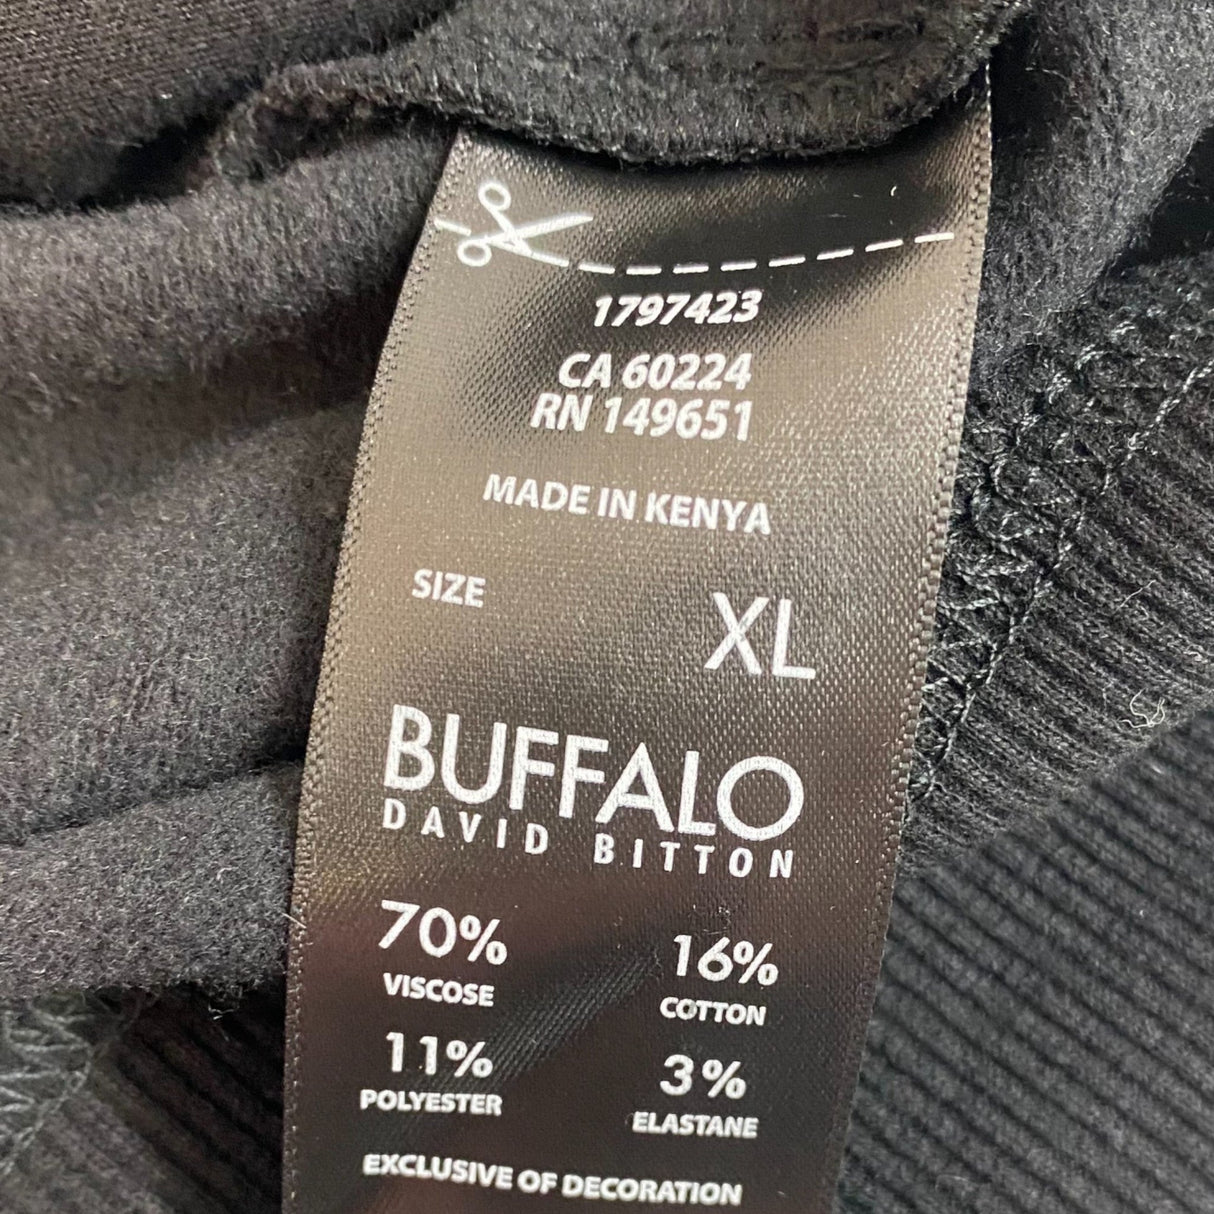 1797423
CA 60224
RN 149651
MADE IN KENYA
SIZE XL
BUFFALO
DAVID BITTON
70% 16%
VISCOSE COTTON
11% 3%
POLYESTER ELASTANE
EXCLUSIVE OF DECORATION